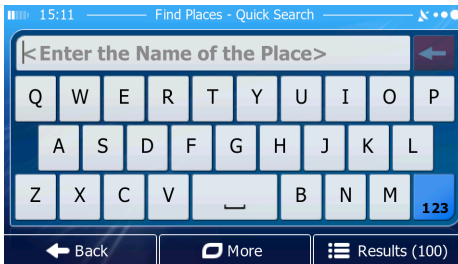 15:11 Find Places - Quick Search
<Enter the Name of the Place>
Q W E R T Y U I O P
A S D F G H J K L
Z X C V B N M 123
Back More Results (100)